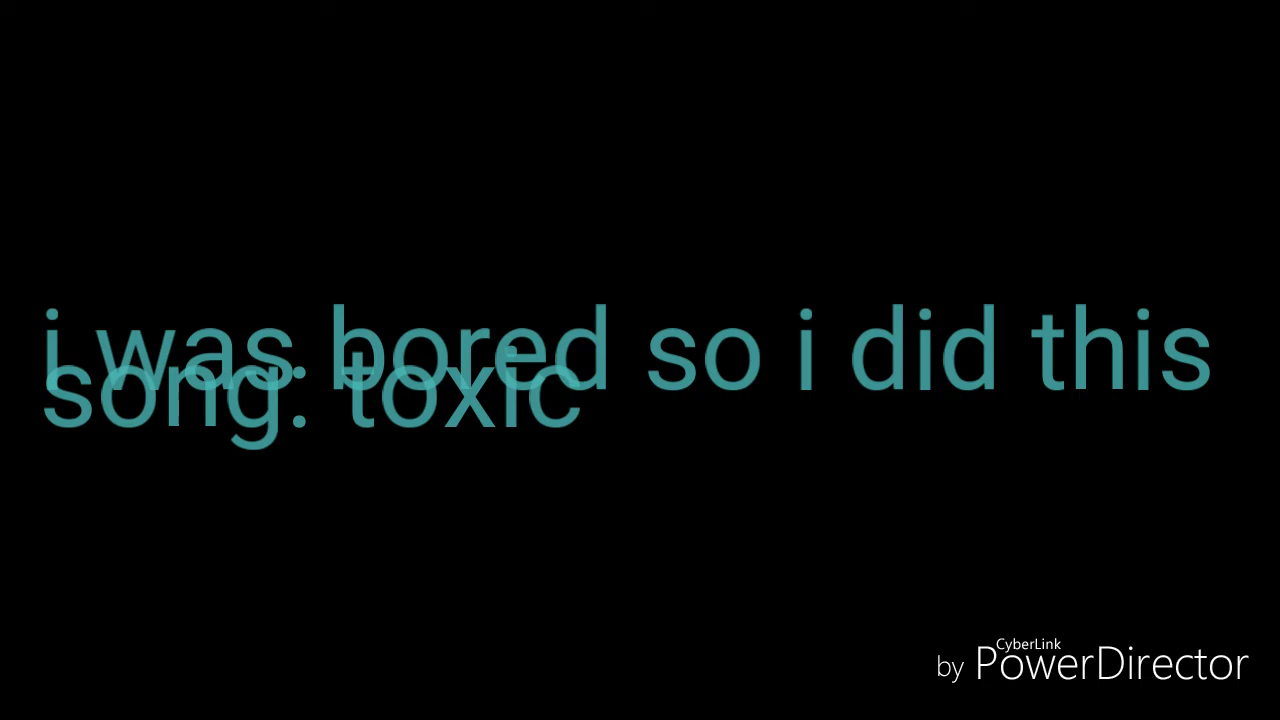 i was bored so i did this
song: toxic
CyberLink
by PowerDirector